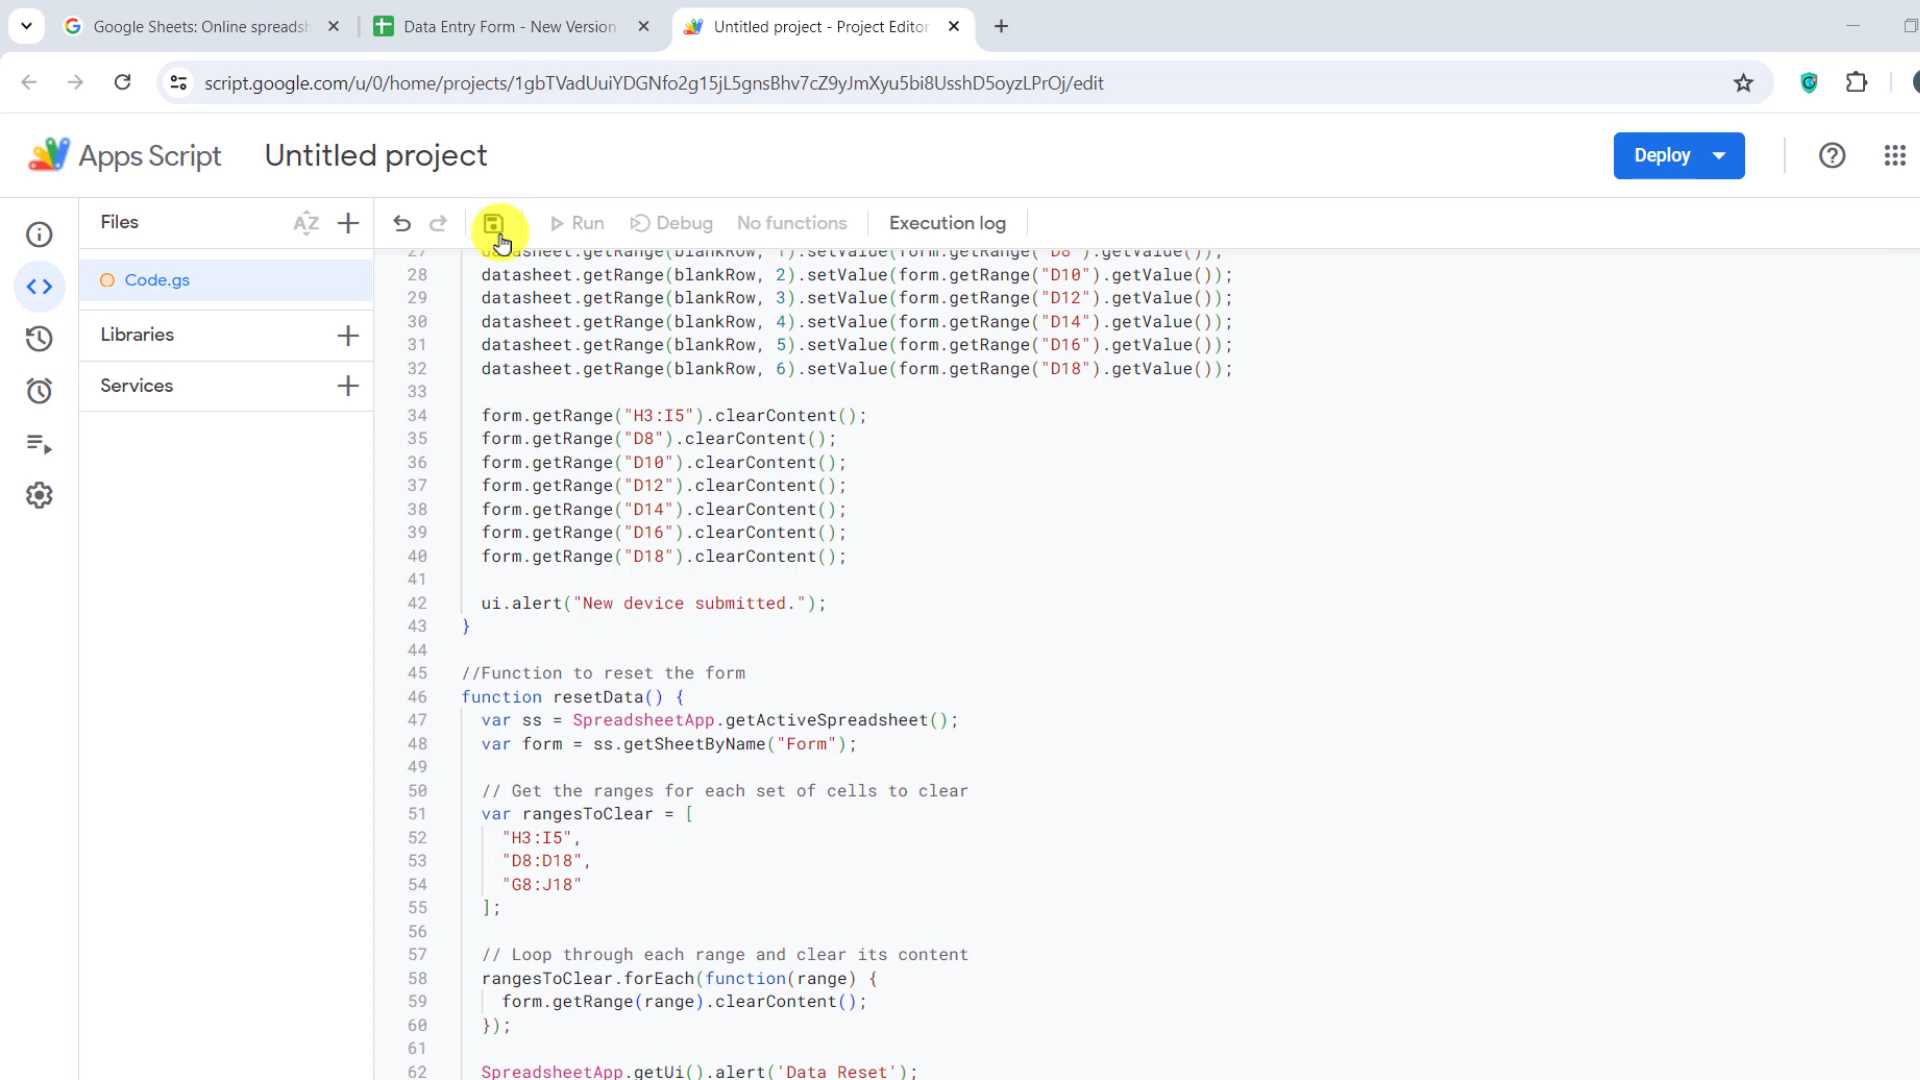 Google Sheets: Online spreadsh
Data Entry Form - New Version
Untitled project - Project Editor
script.google.com/u/0/home/projects/1gbTVadUuiYDGNfo2g15jL5gnsBhv7cZ9yJmXyu5bi8UsshD5oyzLPrOj/edit
Apps Script
Untitled project
Deploy
Files
Run
Debug
No functions
Execution log
Code.gs
Libraries
Services
27 datasheet.getRange(blankRow, 1).setValue(form.getRange("D8").getValue());
28 datasheet.getRange(blankRow, 2).setValue(form.getRange("D10").getValue());
29 datasheet.getRange(blankRow, 3).setValue(form.getRange("D12").getValue());
30 datasheet.getRange(blankRow, 4).setValue(form.getRange("D14").getValue());
31 datasheet.getRange(blankRow, 5).setValue(form.getRange("D16").getValue());
32 datasheet.getRange(blankRow, 6).setValue(form.getRange("D18").getValue());
33
34 form.getRange("H3:I5").clearContent();
35 form.getRange("D8").clearContent();
36 form.getRange("D10").clearContent();
37 form.getRange("D12").clearContent();
38 form.getRange("D14").clearContent();
39 form.getRange("D16").clearContent();
40 form.getRange("D18").clearContent();
41
42 ui.alert("New device submitted.");
43 }
44
45 //Function to reset the form
46 function resetData() {
47 var ss = SpreadsheetApp.getActiveSpreadsheet();
48 var form = ss.getSheetByName("Form");
49
50 // Get the ranges for each set of cells to clear
51 var rangesToClear = [
52 "H3:I5",
53 "D8:D18",
54 "G8:J18"
55 ];
56
57 // Loop through each range and clear its content
58 rangesToClear.forEach(function(range) {
59 form.getRange(range).clearContent();
60 });
61
62 SpreadsheetApp.getUi().alert('Data Reset');